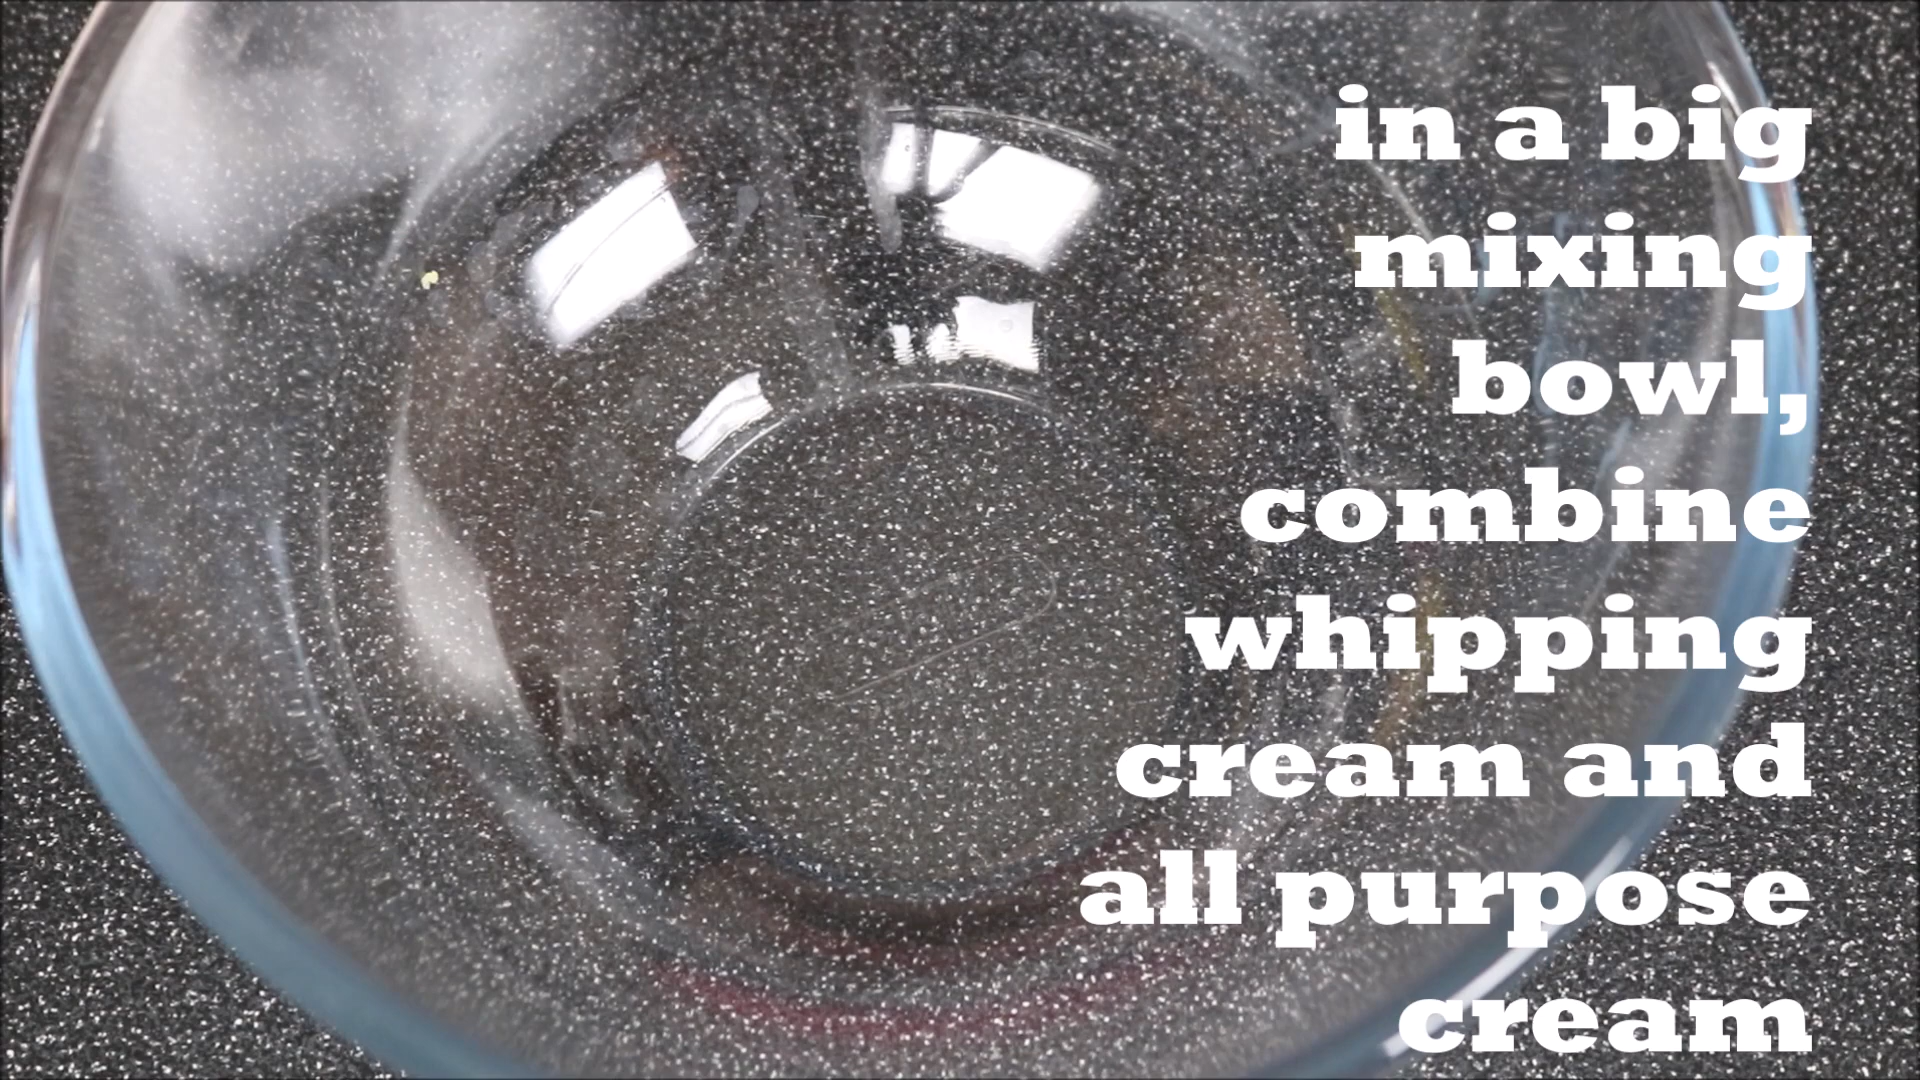 in a big
mixing
bowl,
combine
whipping
cream and
all purpose
cream